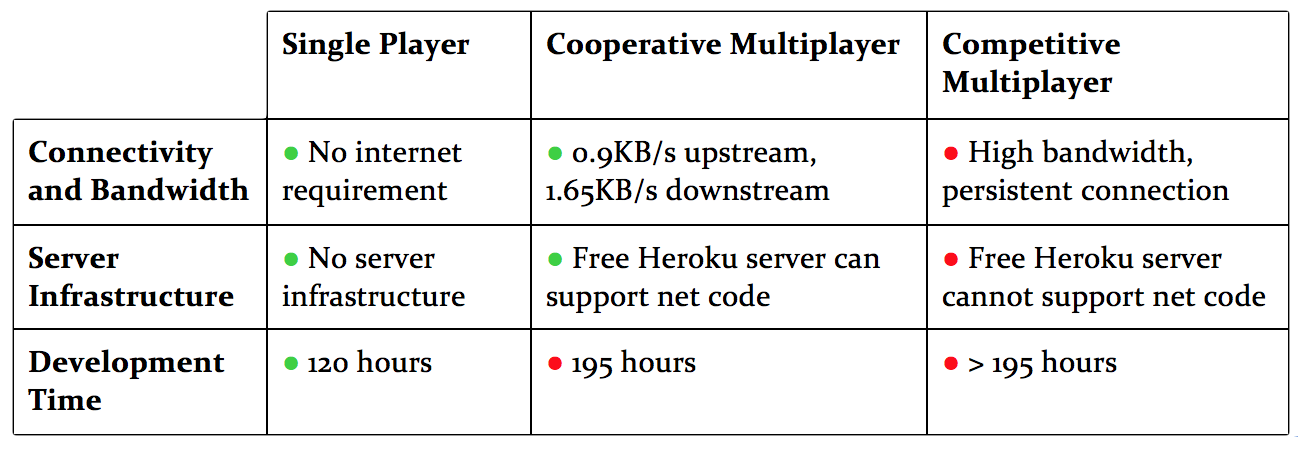 Single Player
Cooperative Multiplayer
Competitive
Multiplayer
Connectivity
and Bandwidth
● No internet
requirement
● 0.9KB/s upstream,
1.65KB/s downstream
● High bandwidth,
persistent connection
Server
Infrastructure
● No server
infrastructure
● Free Heroku server can
support net code
● Free Heroku server
cannot support net code
Development
Time
● 120 hours
● 195 hours
● > 195 hours